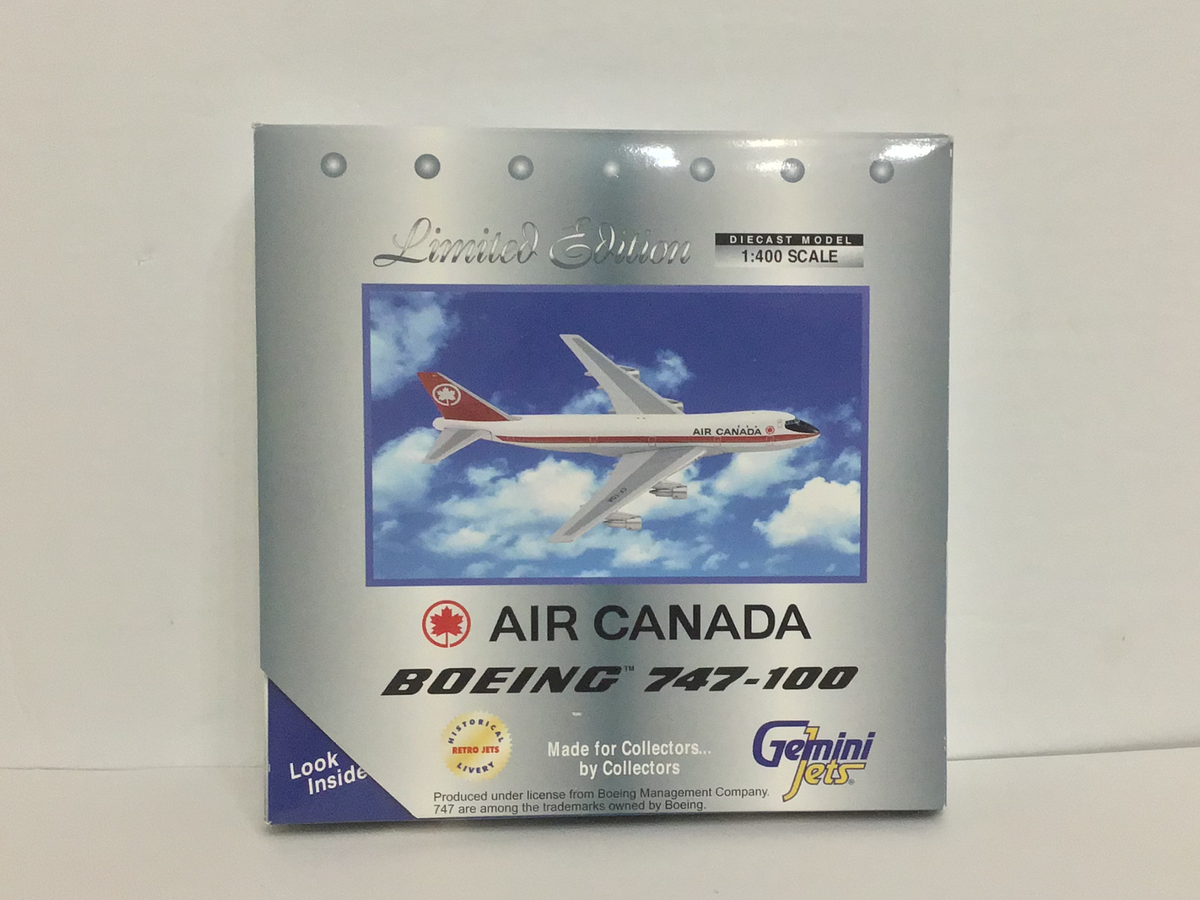 Limited Edition
DIECAST MODEL
1:400 SCALE
AIR CANADA
AIR CANADA
BOEING™ 747-100
HISTORICAL
RETRO JETS
LIVERY
Made for Collectors...
by Collectors
Gemini
Jets®
Look
Inside
Produced under license from Boeing Management Company.
747 are among the trademarks owned by Boeing.